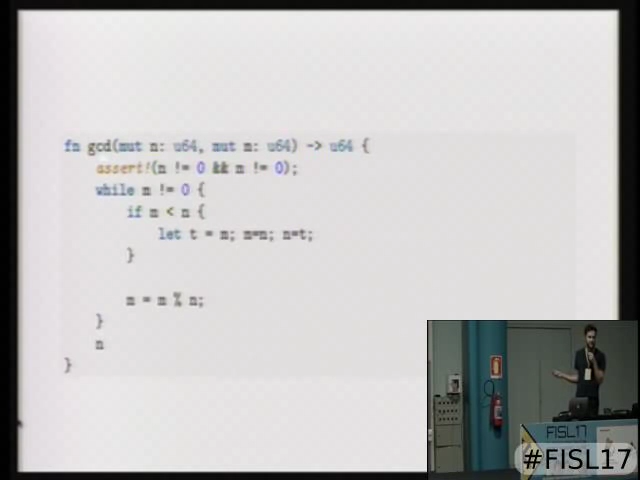 fn gcd(mut n: u64, mut m: u64) -> u64 {
assert!(n != 0 && m != 0);
while m != 0 {
if m < n {
let t = m; m=n; n=t;
}
m = m % n;
}
n
}
FISL17
#FISL17